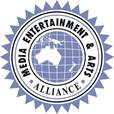 MEDIA ENTERTAINMENT & ARTS
• ALLIANCE •